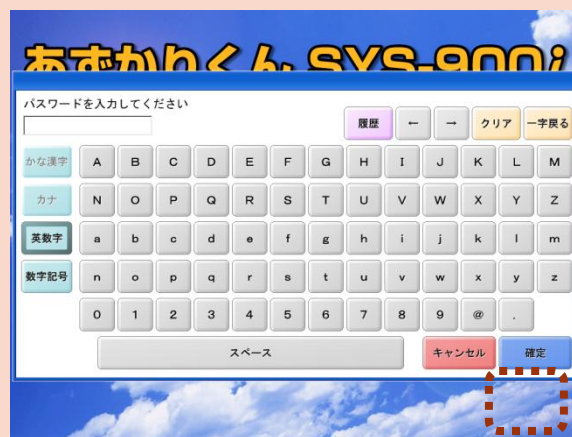 あずかりくん SYS-900i
パスワードを入力してください
履歴 ← → クリア 一字戻る
かな漢字 A B C D E F G H I J K L M
カナ N O P Q R S T U V W X Y Z
英数字 a b c d e f g h i j k l m
数字記号 n o p q r s t u v w x y z
0 1 2 3 4 5 6 7 8 9 @ .
スペース キャンセル 確定